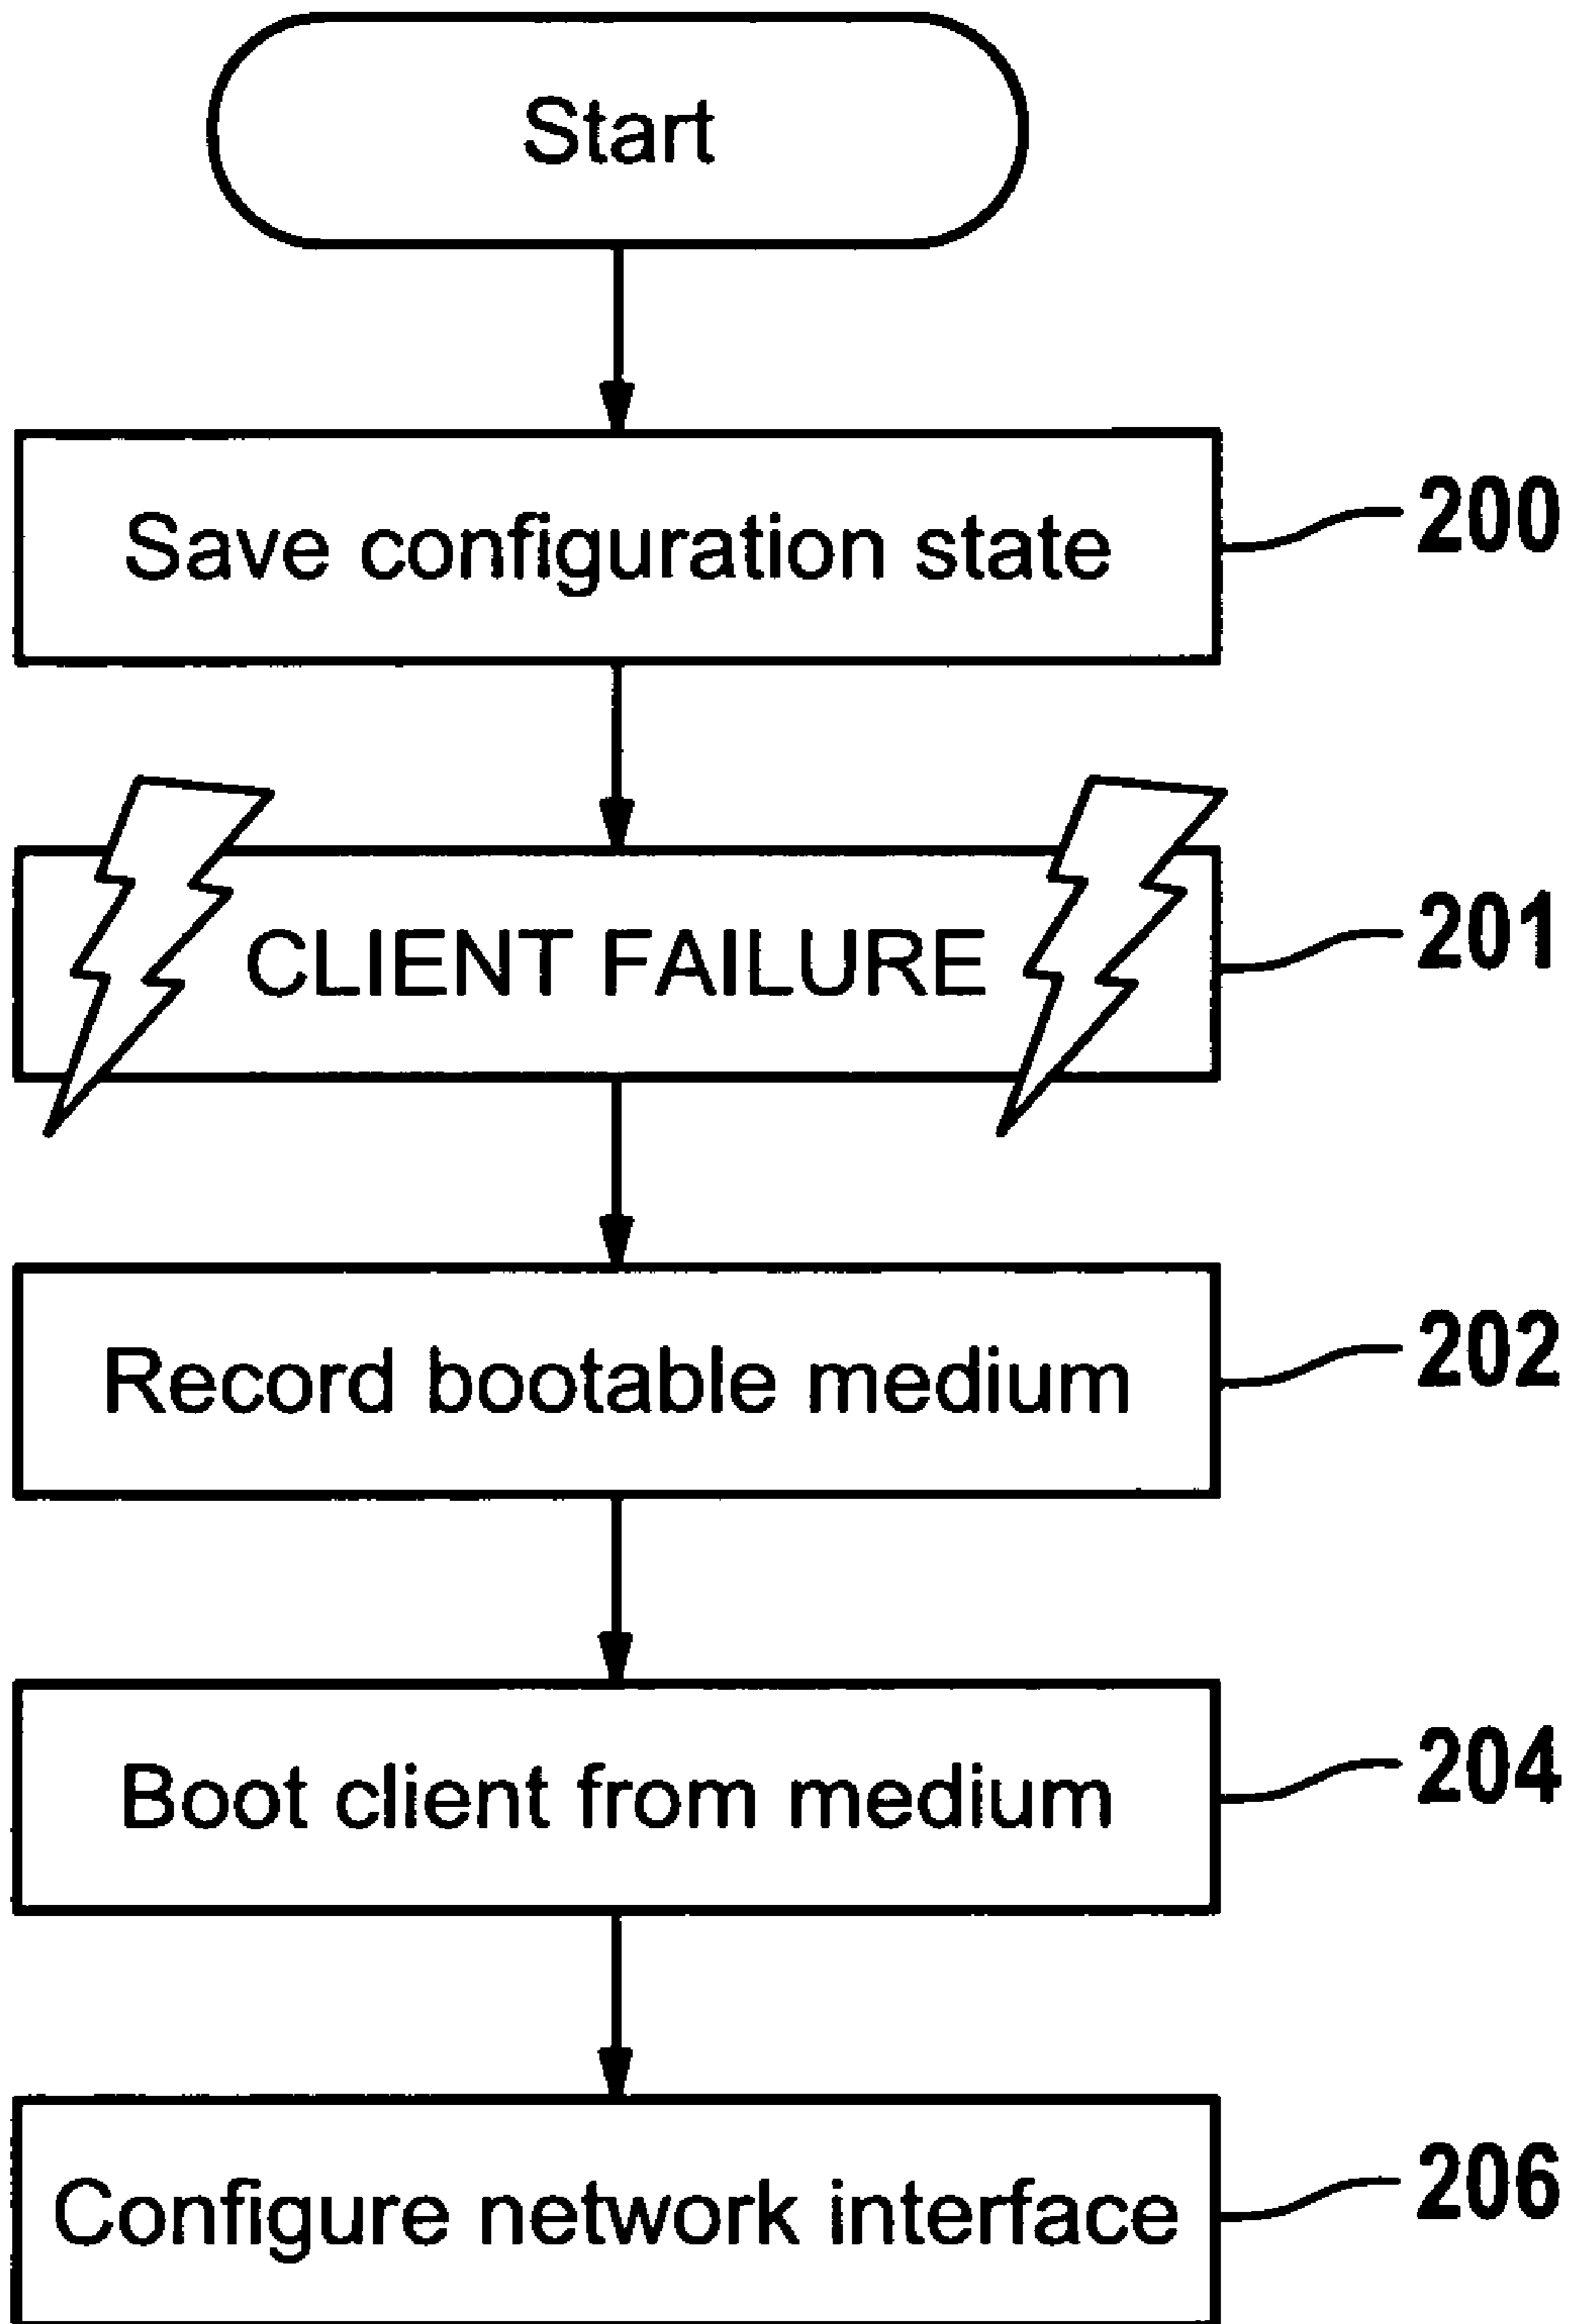 Start
Save configuration state
200
CLIENT FAILURE
201
Record bootable medium
202
Boot client from medium
204
Configure network interface
206